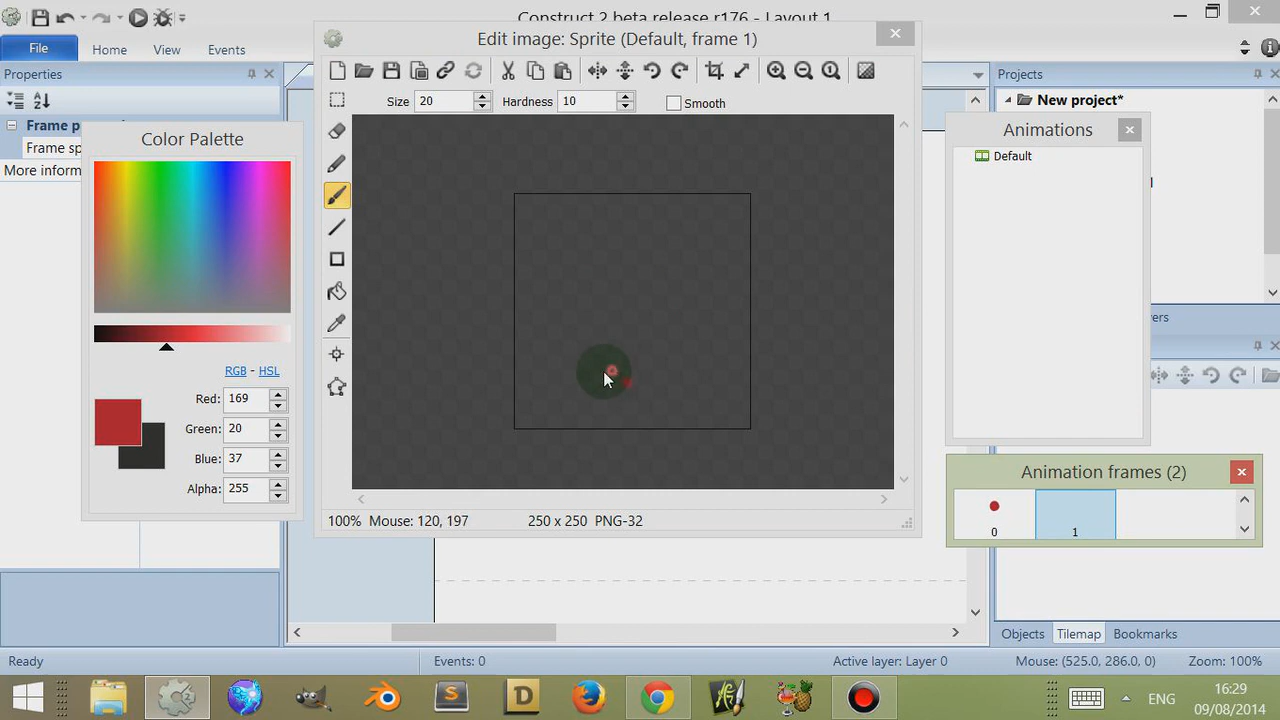 Construct 2 beta release r176 - Layout 1
File
Home
View
Events
Properties
Projects
Edit image: Sprite (Default, frame 1)
Size 20
Hardness 10
Smooth
New project*
Animations
Default
Color Palette
More inform
RGB - HSL
Red: 169
Green: 20
Blue: 37
Alpha: 255
Animation frames (2)
0
1
100% Mouse: 120, 197
250 x 250 PNG-32
Objects
Tilemap
Bookmarks
Ready
Events: 0
Active layer: Layer 0
Mouse: (525.0, 286.0, 0)
Zoom: 100%
S
D
ENG
16:29
09/08/2014